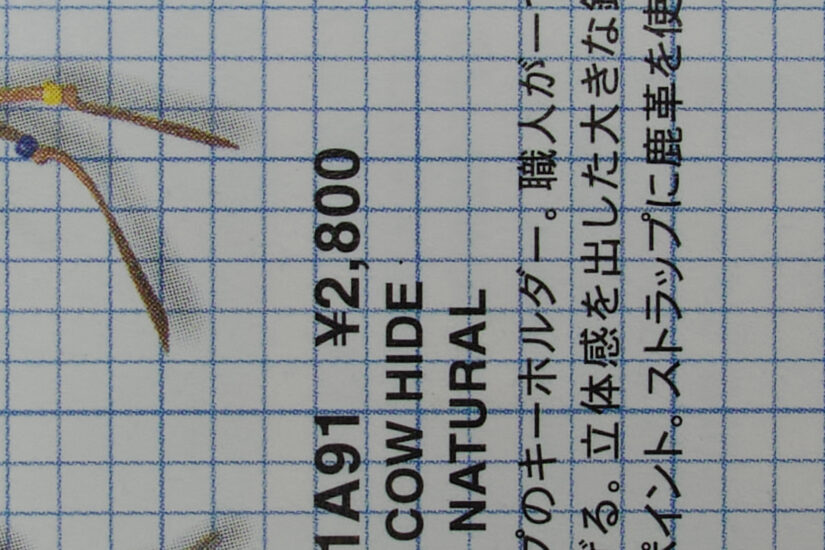 1A91 ¥2,800
COW HIDE
NATURAL
プのキーホルダー。職人が一つ
る。立体感を出した大きな
ポイント。ストラップに鹿革を使